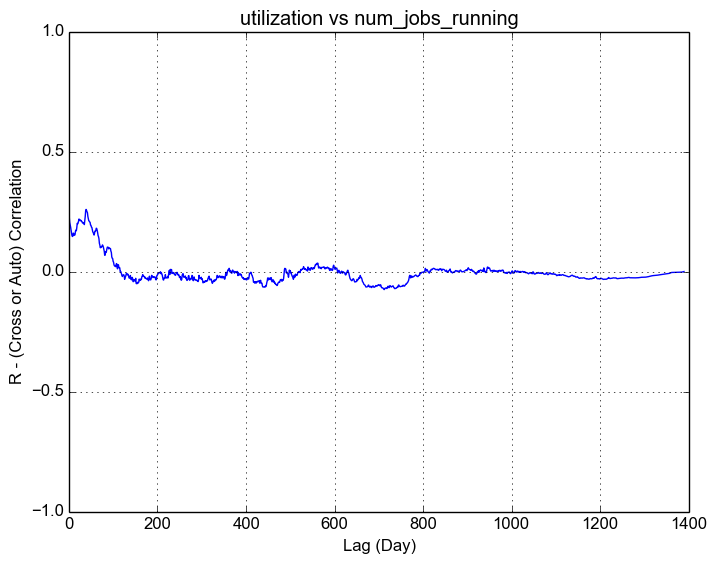 utilization vs num_jobs_running
1.0
0.5
0.0
−0.5
−1.0
R - (Cross or Auto) Correlation
0 200 400 600 800 1000 1200 1400
Lag (Day)